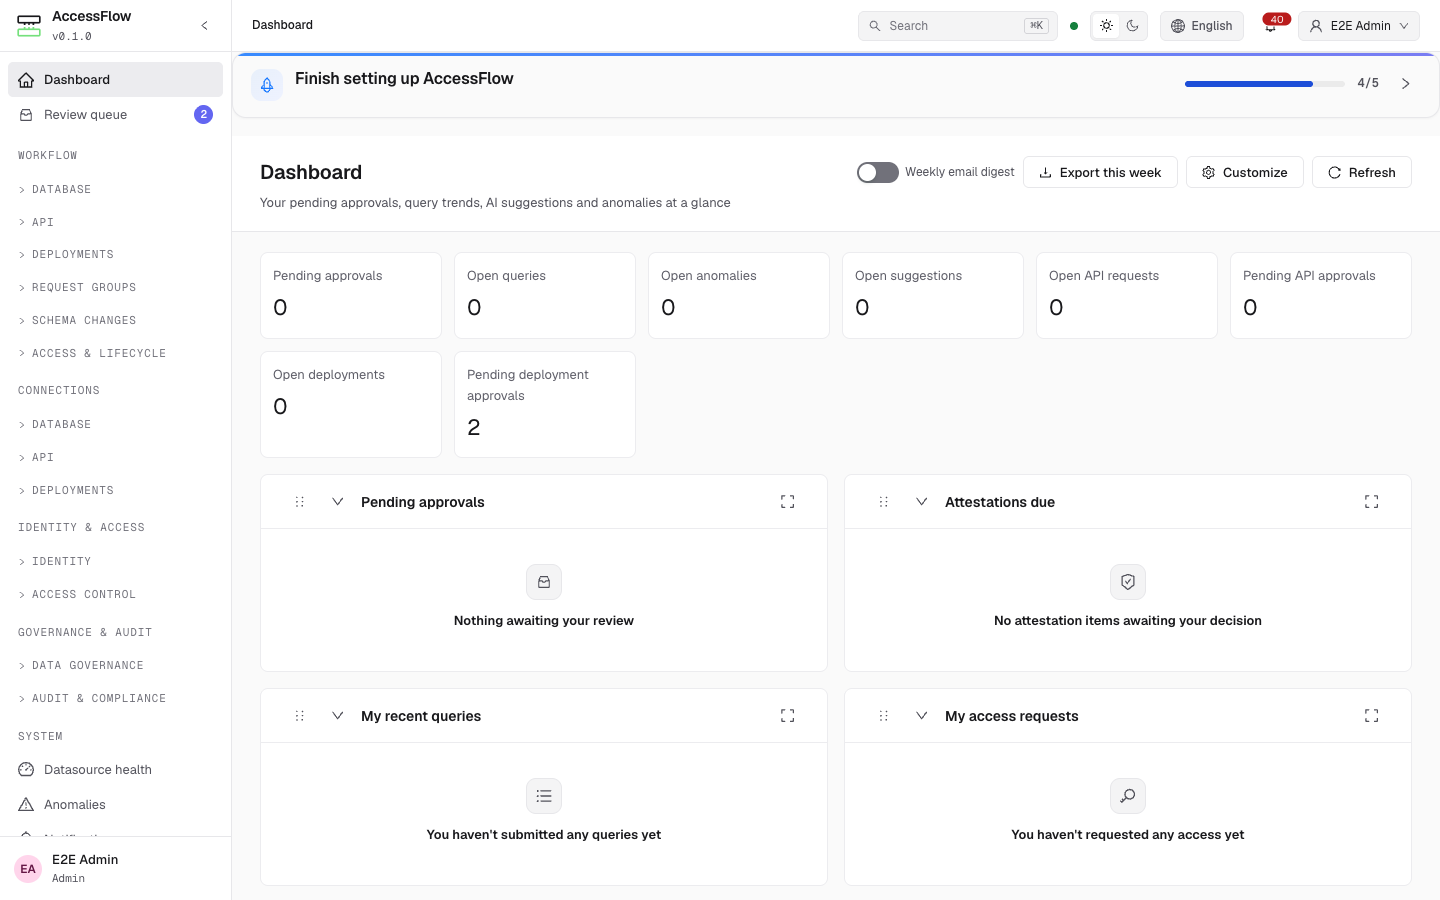 AccessFlow
v0.1.0
Dashboard
Review queue
2
WORKFLOW
DATABASE
API
DEPLOYMENTS
REQUEST GROUPS
SCHEMA CHANGES
ACCESS & LIFECYCLE
CONNECTIONS
DATABASE
API
DEPLOYMENTS
IDENTITY & ACCESS
IDENTITY
ACCESS CONTROL
GOVERNANCE & AUDIT
DATA GOVERNANCE
AUDIT & COMPLIANCE
SYSTEM
Datasource health
Anomalies
EA
E2E Admin
Admin
Dashboard
Search
⌘K
English
40
E2E Admin
Finish setting up AccessFlow
4/5
Dashboard
Your pending approvals, query trends, AI suggestions and anomalies at a glance
Weekly email digest
Export this week
Customize
Refresh
Pending approvals
0
Open queries
0
Open anomalies
0
Open suggestions
0
Open API requests
0
Pending API approvals
0
Open deployments
0
Pending deployment
approvals
2
Pending approvals
Nothing awaiting your review
Attestations due
No attestation items awaiting your decision
My recent queries
You haven't submitted any queries yet
My access requests
You haven't requested any access yet